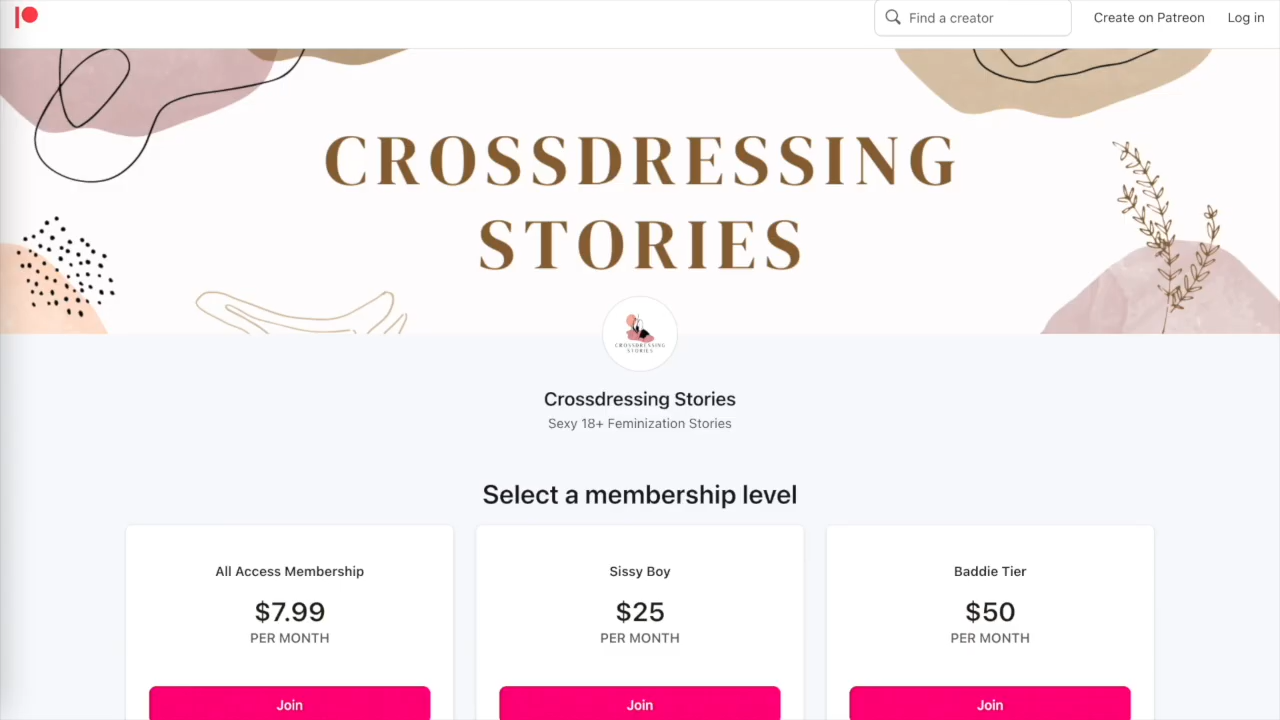 Find a creator
Create on Patreon
Log in
CROSSDRESSING
STORIES
CROSSDRESSING
STORIES
Crossdressing Stories
Sexy 18+ Feminization Stories
Select a membership level
All Access Membership
$7.99
PER MONTH
Join
Sissy Boy
$25
PER MONTH
Join
Baddie Tier
$50
PER MONTH
Join